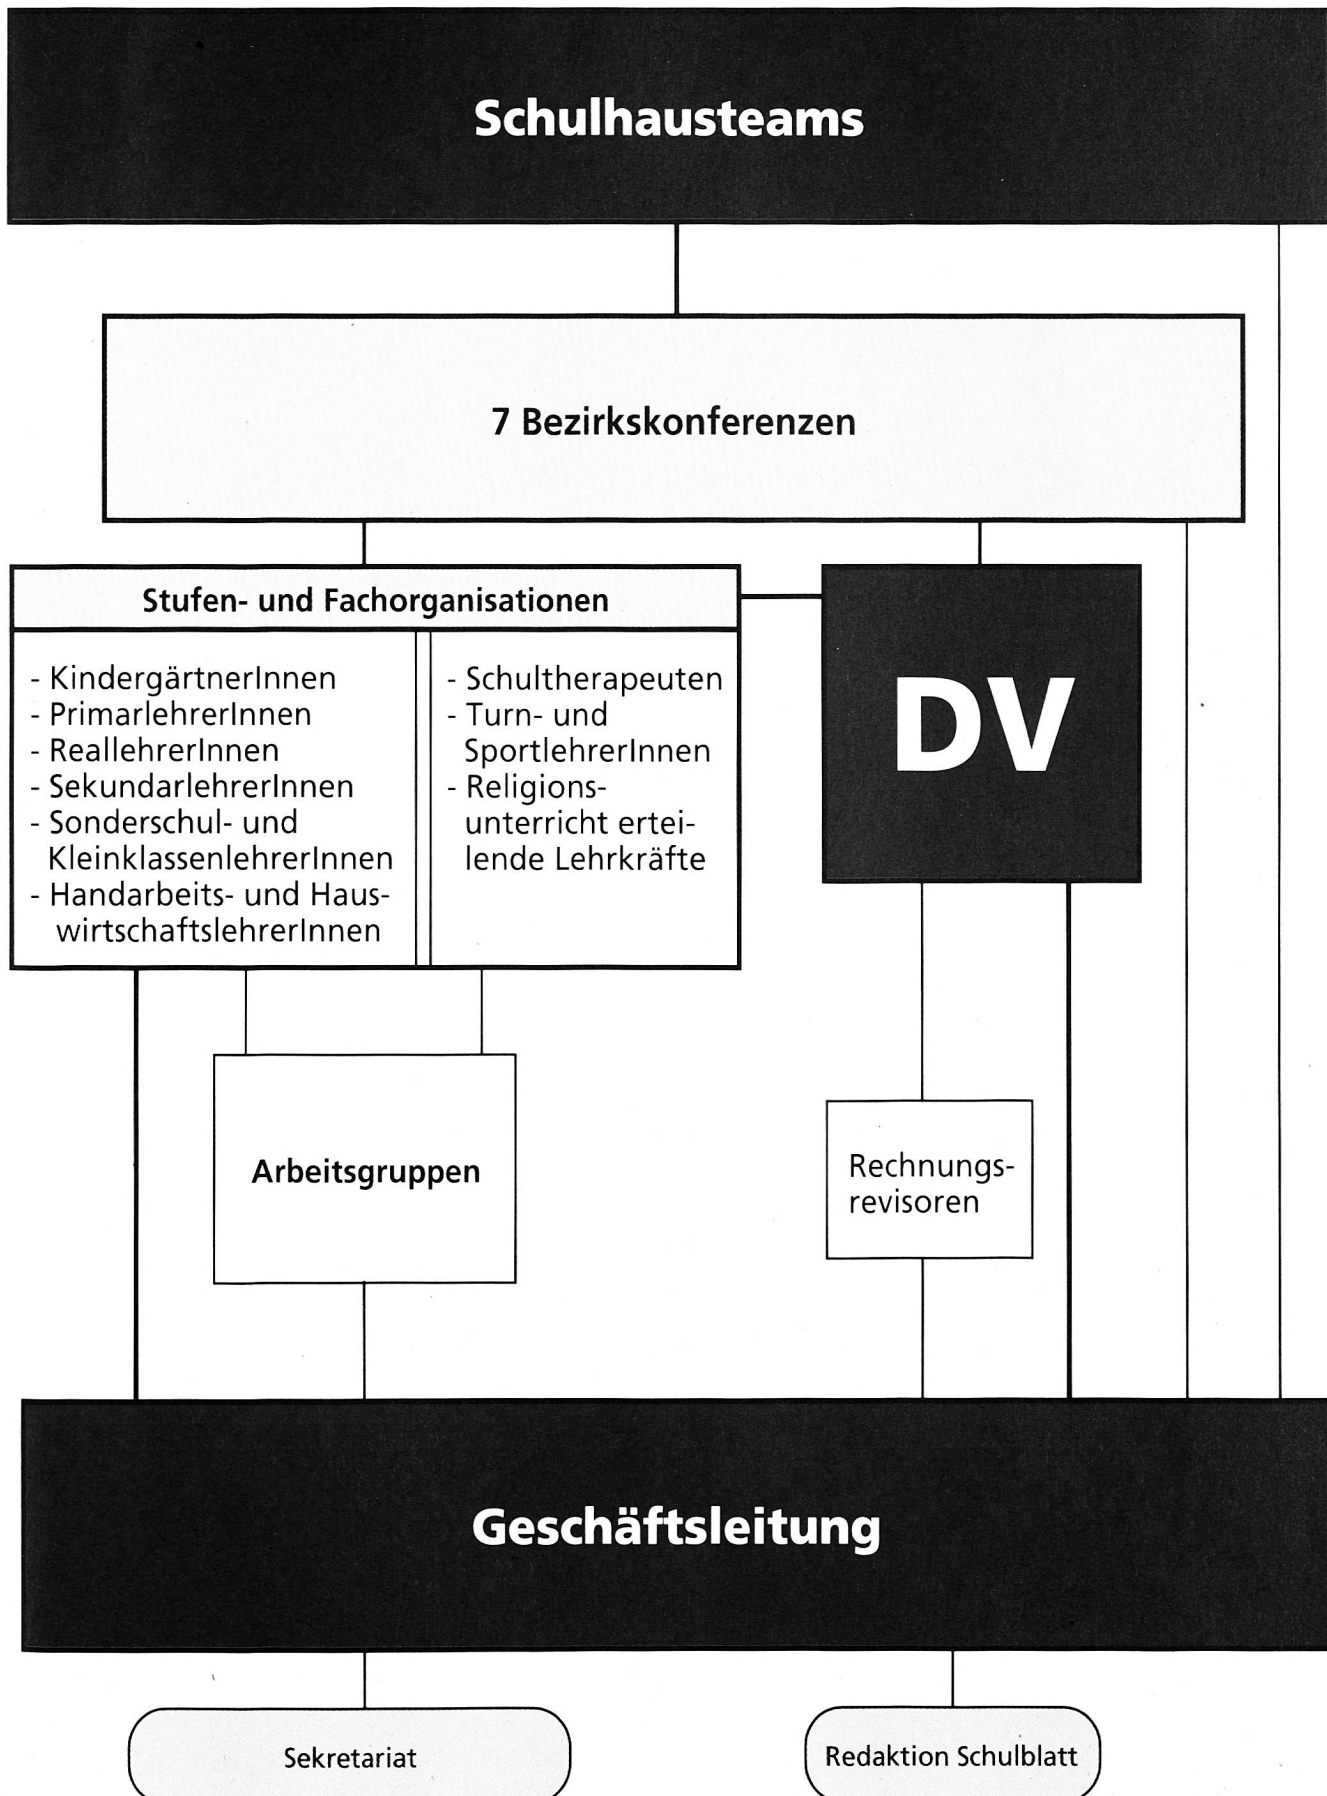 Schulhausteams
7 Bezirkskonferenzen
Stufen- und Fachorganisationen
- KindergärtnerInnen
- PrimarlehrerInnen
- ReallehrerInnen
- SekundarlehrerInnen
- Sonderschul- und
KleinklassenlehrerInnen
- Handarbeits- und Haus-
wirtschaftslehrerInnen
- Schultherapeuten
- Turn- und
SportlehrerInnen
- Religions-
unterricht ertei-
lende Lehrkräfte
DV
Arbeitsgruppen
Rechnungs-
revisoren
Geschäftsleitung
Sekretariat
Redaktion Schulblatt